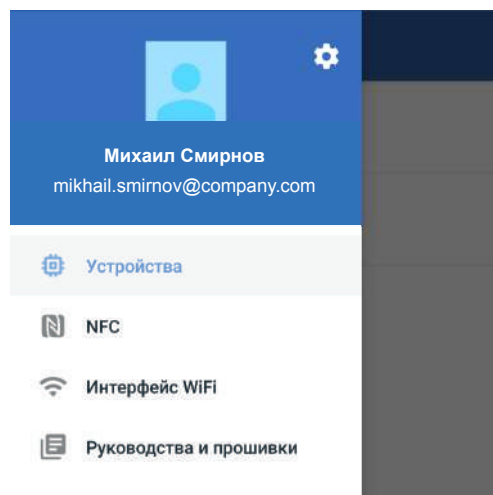 Михаил Смирнов
mikhail.smirnov@company.com
Устройства
NFC
Интерфейс WiFi
Руководства и прошивки